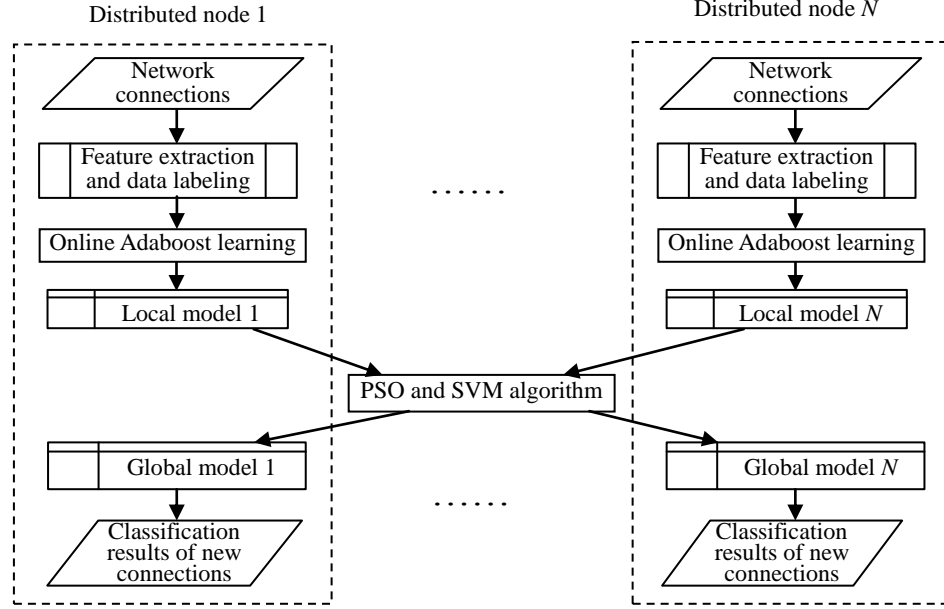 Distributed node 1
Network
connections
Feature extraction
and data labeling
Online Adaboost learning
Local model 1
Distributed node N
Network
connections
Feature extraction
and data labeling
Online Adaboost learning
Local model N
......
PSO and SVM algorithm
Global model 1
Classification
results of new
connections
......
Global model N
Classification
results of new
connections